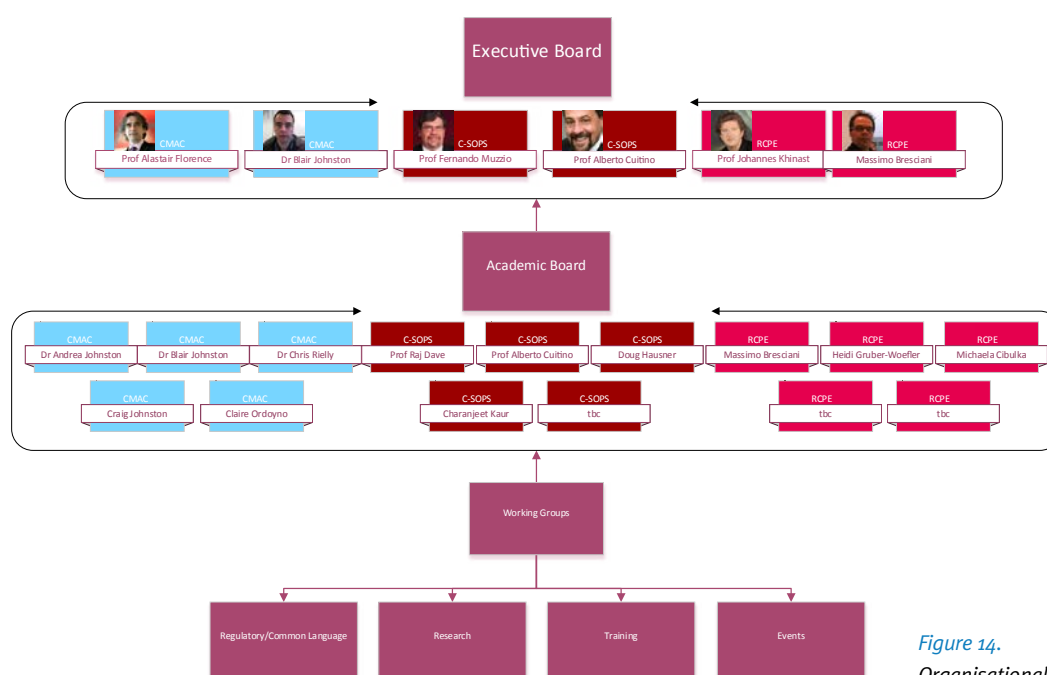 Executive Board
CMAC
Prof Alastair Florence
CMAC
Dr Blair Johnston
C-SOPS
Prof Fernando Muzzio
C-SOPS
Prof Alberto Cuitino
RCPE
Prof Johannes Khinast
RCPE
Massimo Bresciani
Academic Board
CMAC
Dr Andrea Johnston
CMAC
Dr Blair Johnston
CMAC
Dr Chris Rielly
C-SOPS
Prof Raj Dave
C-SOPS
Prof Alberto Cuitino
C-SOPS
Doug Hausner
RCPE
Massimo Bresciani
RCPE
Heidi Gruber-Woefler
RCPE
Michaela Cibulka
CMAC
Craig Johnston
CMAC
Claire Ordoyno
C-SOPS
Charanjeet Kaur
C-SOPS
tbc
RCPE
tbc
RCPE
tbc
Working Groups
Regulatory/Common Language
Research
Training
Events
Figure 14.
Organisational